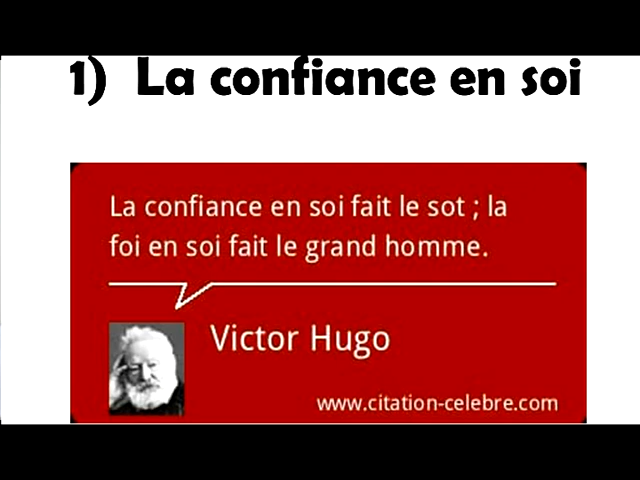 1) La confiance en soi
La confiance en soi fait le sot ; la
foi en soi fait le grand homme.
Victor Hugo
www.citation-celebre.com